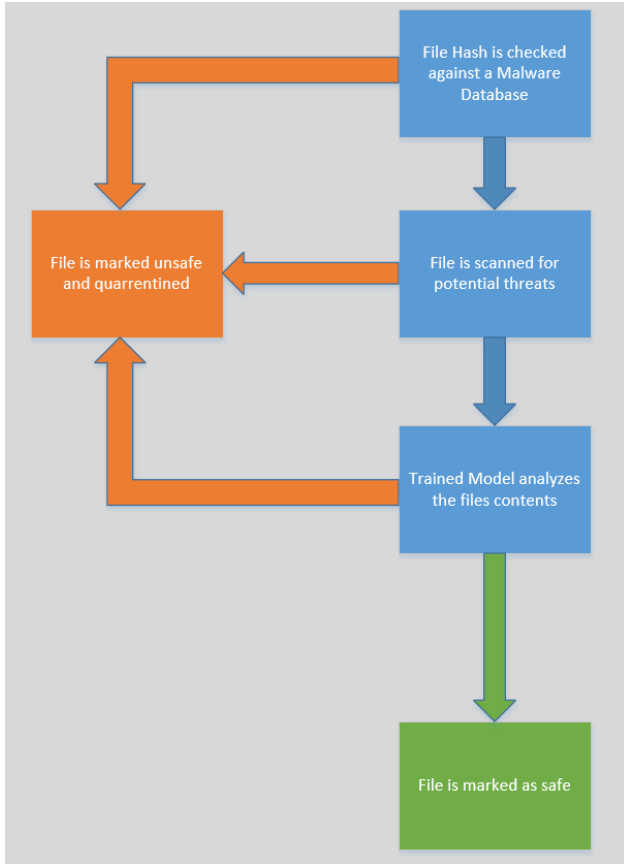 File Hash is checked
against a Malware
Database
File is marked unsafe
and quarrentined
File is scanned for
potential threats
Trained Model analyzes
the files contents
File is marked as safe